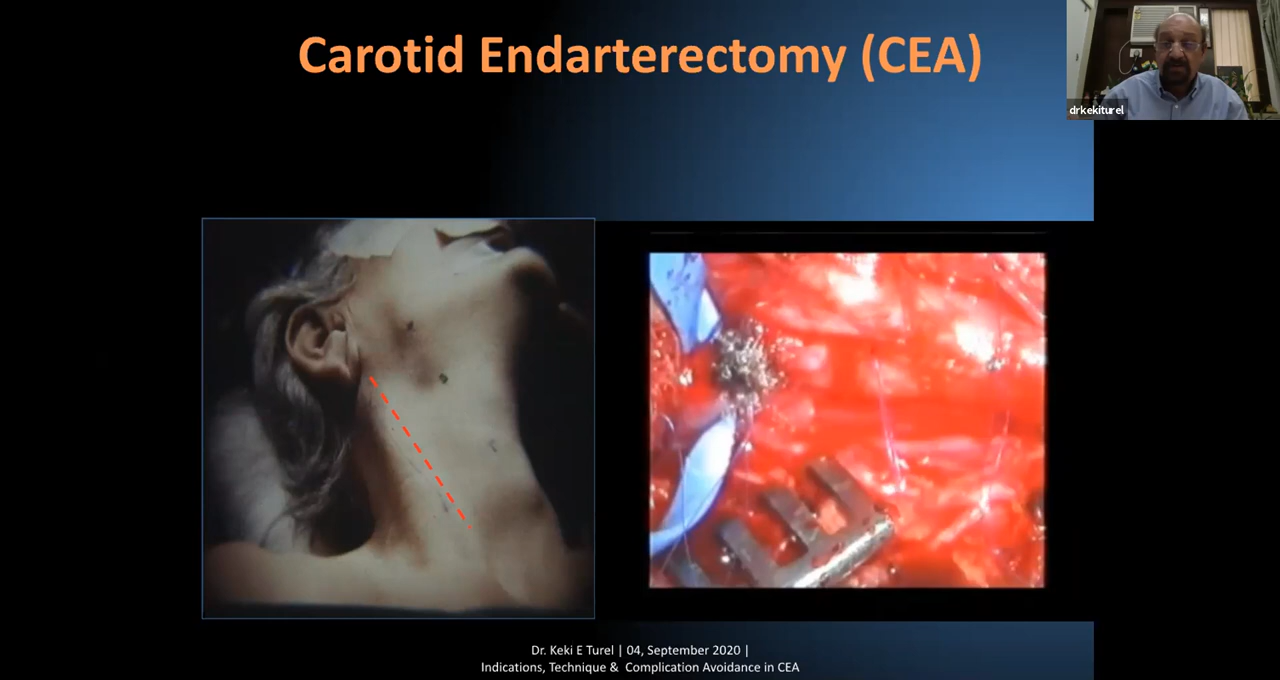 Carotid Endarterectomy (CEA)
drkekiturel
Dr. Keki E Turel | 04, September 2020 |
Indications, Technique & Complication Avoidance in CEA